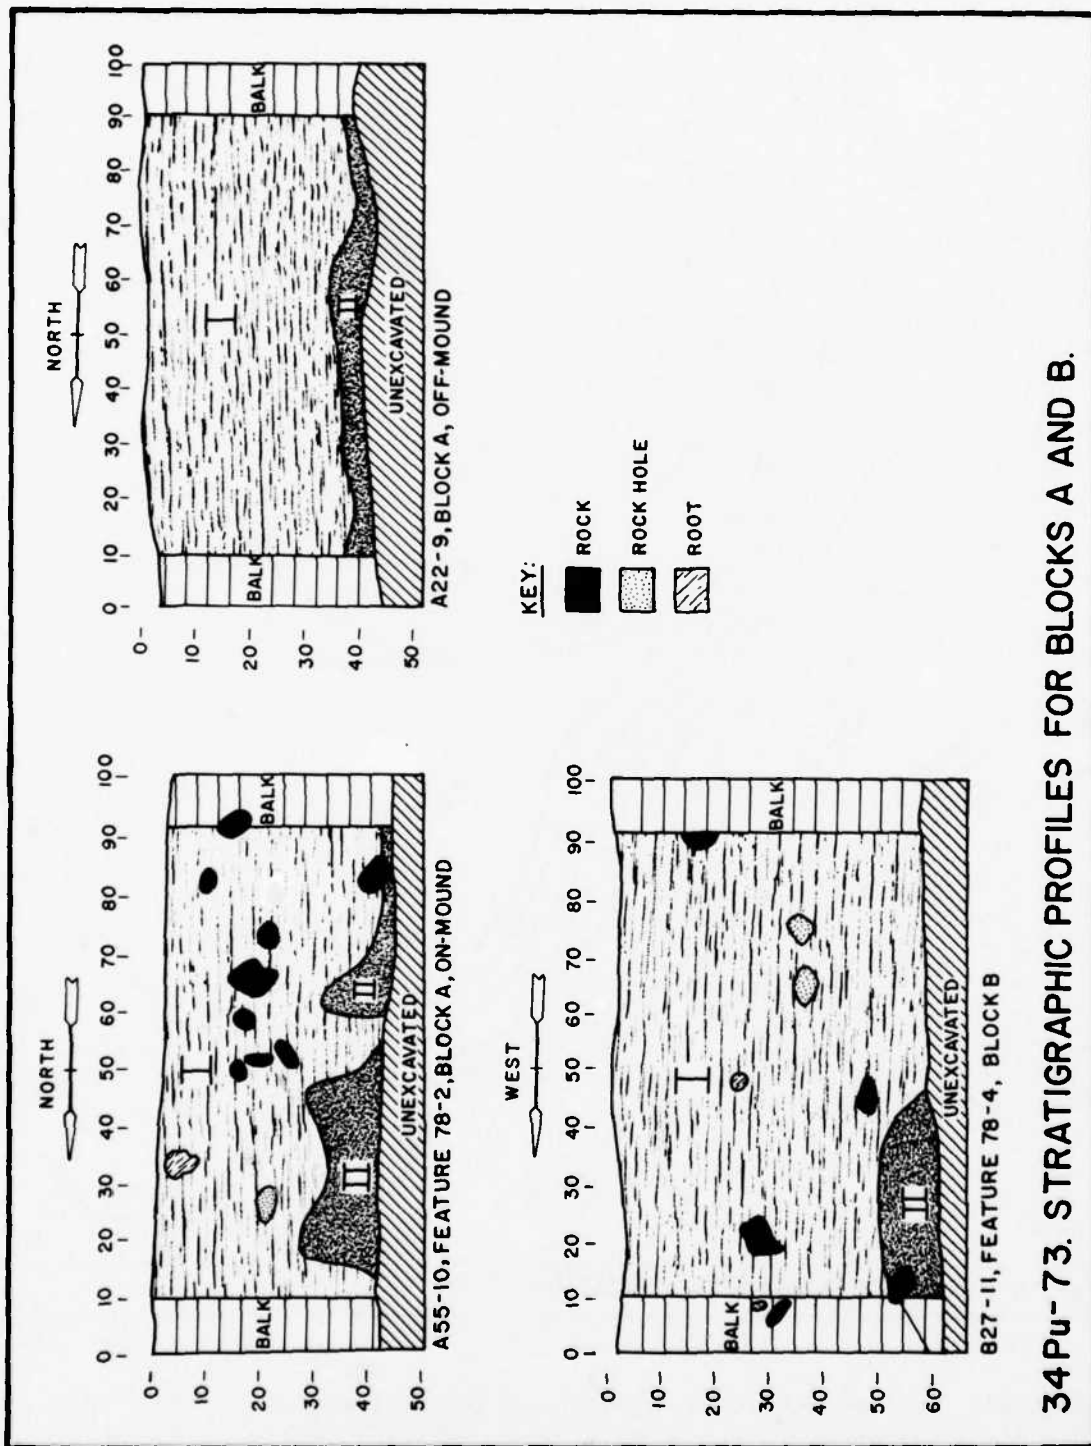 NORTH
0- 10- 20- 30- 40- 50- 60- 70- 80- 90- 100-
0-
10-
20-
30-
40-
50-
BALK
I
II
II
BALK
UNEXCAVATED
A55-10, FEATURE 78-2, BLOCK A, ON-MOUND
NORTH
0- 10- 20- 30- 40- 50- 60- 70- 80- 90- 100-
0-
10-
20-
30-
40-
50-
BALK
I
II
BALK
UNEXCAVATED
A22-9, BLOCK A, OFF-MOUND
WEST
0- 10- 20- 30- 40- 50- 60- 70- 80- 90- 100-
0-
10-
20-
30-
40-
50-
60-
BALK
I
II
BALK
UNEXCAVATED
B27-11, FEATURE 78-4, BLOCK B
KEY:
ROCK
ROCK HOLE
ROOT
34Pu-73. STRATIGRAPHIC PROFILES FOR BLOCKS A AND B.